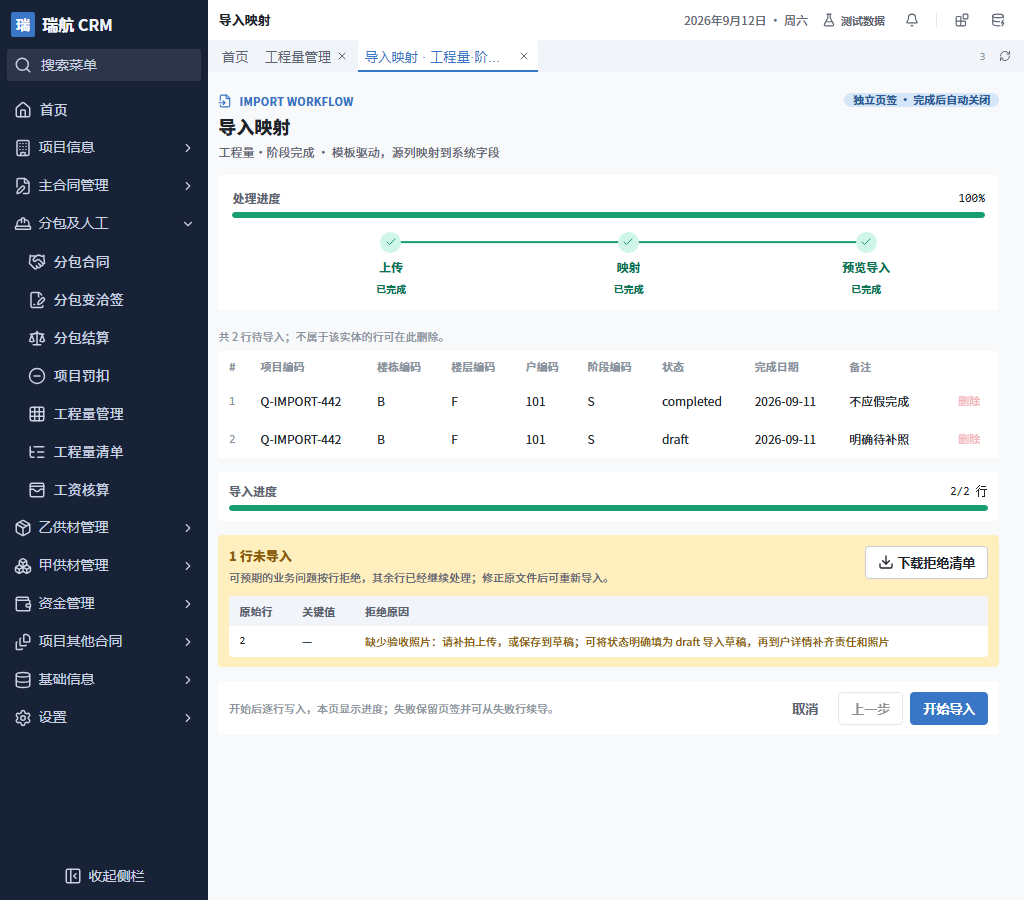 瑞 瑞航 CRM
搜索菜单
首页
项目信息
主合同管理
分包及人工
分包合同
分包变洽签
分包结算
项目罚扣
工程量管理
工程量清单
工资核算
乙供材管理
甲供材管理
资金管理
项目其他合同
基础信息
设置
收起侧栏
导入映射
2026年9月12日 · 周六 测试数据
首页 工程量管理 × 导入映射 · 工程量·阶... × 3
IMPORT WORKFLOW
独立页签 · 完成后自动关闭
导入映射
工程量 · 阶段完成 · 模板驱动，源列映射到系统字段
处理进度 100%
上传 映射 预览导入
已完成 已完成 已完成
共 2 行待导入；不属于该实体的行可在此删除。
# 项目编码 楼栋编码 楼层编码 户编码 阶段编码 状态 完成日期 备注
1 Q-IMPORT-442 B F 101 S completed 2026-09-11 不应假完成 删除
2 Q-IMPORT-442 B F 101 S draft 2026-09-11 明确待补照 删除
导入进度 2/2 行
1 行未导入
可预期的业务问题按行拒绝，其余行已经继续处理；修正原文件后可重新导入。
下载拒绝清单
原始行 关键值 拒绝原因
2 — 缺少验收照片：请补拍上传，或保存到草稿；可将状态明确填为 draft 导入草稿，再到户详情补齐责任和照片
开始后逐行写入，本页显示进度；失败保留页签并可从失败行续导。
取消 上一步 开始导入